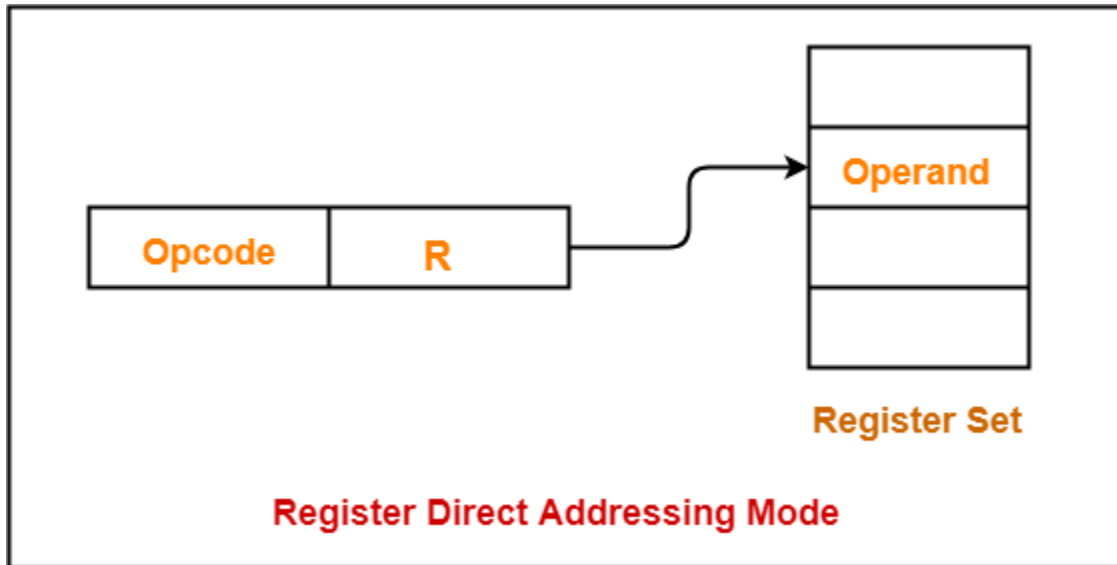 Operand
Opcode
R
Register Set
Register Direct Addressing Mode